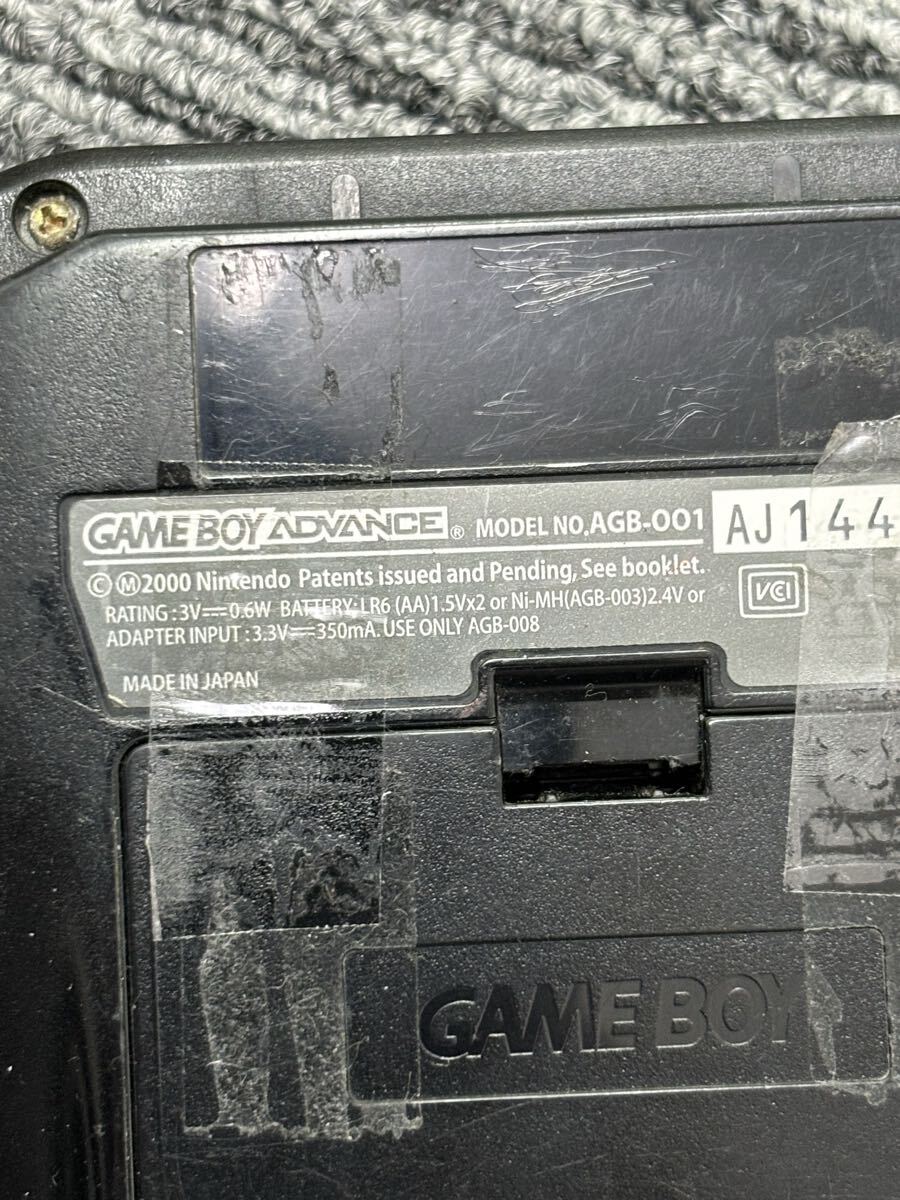 GAME BOY ADVANCE® MODEL NO.AGB-001 AJ144
©Ⓜ2000 Nintendo Patents issued and Pending, See booklet.
RATING:3V⎓0.6W BATTERY: LR6 (AA)1.5Vx2 or Ni-MH(AGB-003)2.4V or
ADAPTER INPUT:3.3V⎓350mA. USE ONLY AGB-008
VCI
MADE IN JAPAN
GAME BOY